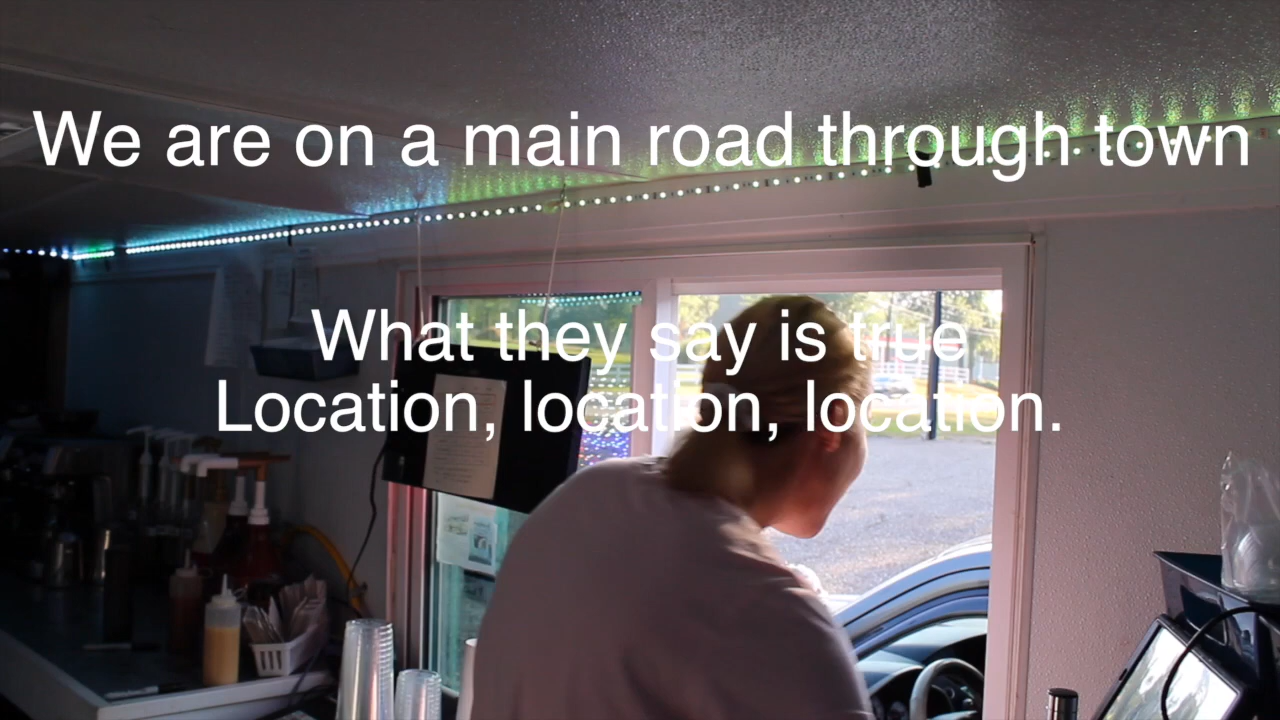 We are on a main road through town
What they say is true
Location, location, location.